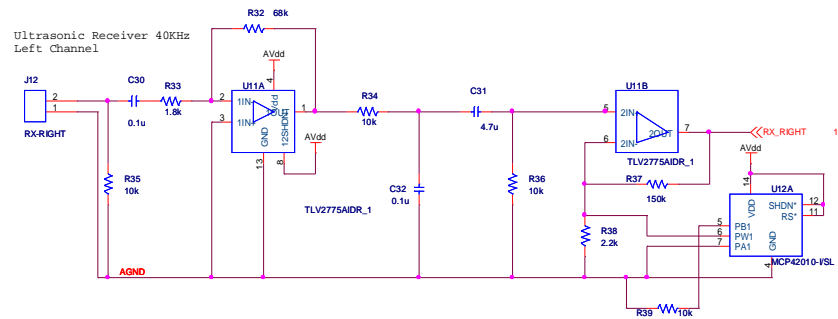 Ultrasonic Receiver 40KHz
Left Channel
R32 68k
AVdd
J12
2
1
RX-RIGHT
C30
0.1u
R33
1.8k
U11A
4
2 1IN-
3 1IN+
Vdd
1OUT 1
GND
12SHDN
13
8
AVdd
R35
10k
TLV2775AIDR_1
R34
10k
C32
0.1u
C31
4.7u
R36
10k
U11B
5 2IN+
6 2IN-
2OUT 7
TLV2775AIDR_1
RX_RIGHT 1
AVdd
R37
150k
R38
2.2k
U12A
14
VDD
SHDN* 12
RS* 11
5 PB1
6 PW1
7 PA1
GND
4
MCP42010-I/SL
AGND
R39 10k